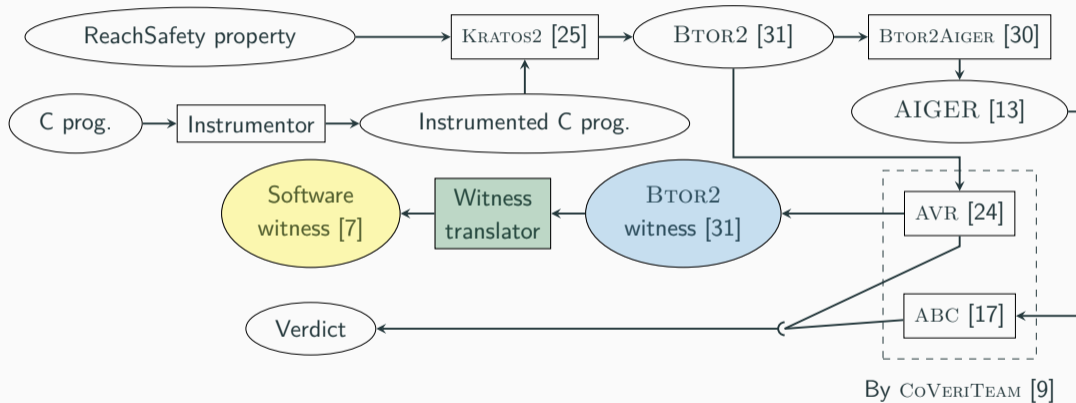 ReachSafety property
KRATOS2 [25]
BTOR2 [31]
BTOR2AIGER [30]
C prog.
Instrumentor
Instrumented C prog.
AIGER [13]
Software
witness [7]
Witness
translator
BTOR2
witness [31]
AVR [24]
Verdict
ABC [17]
By COVERITEAM [9]